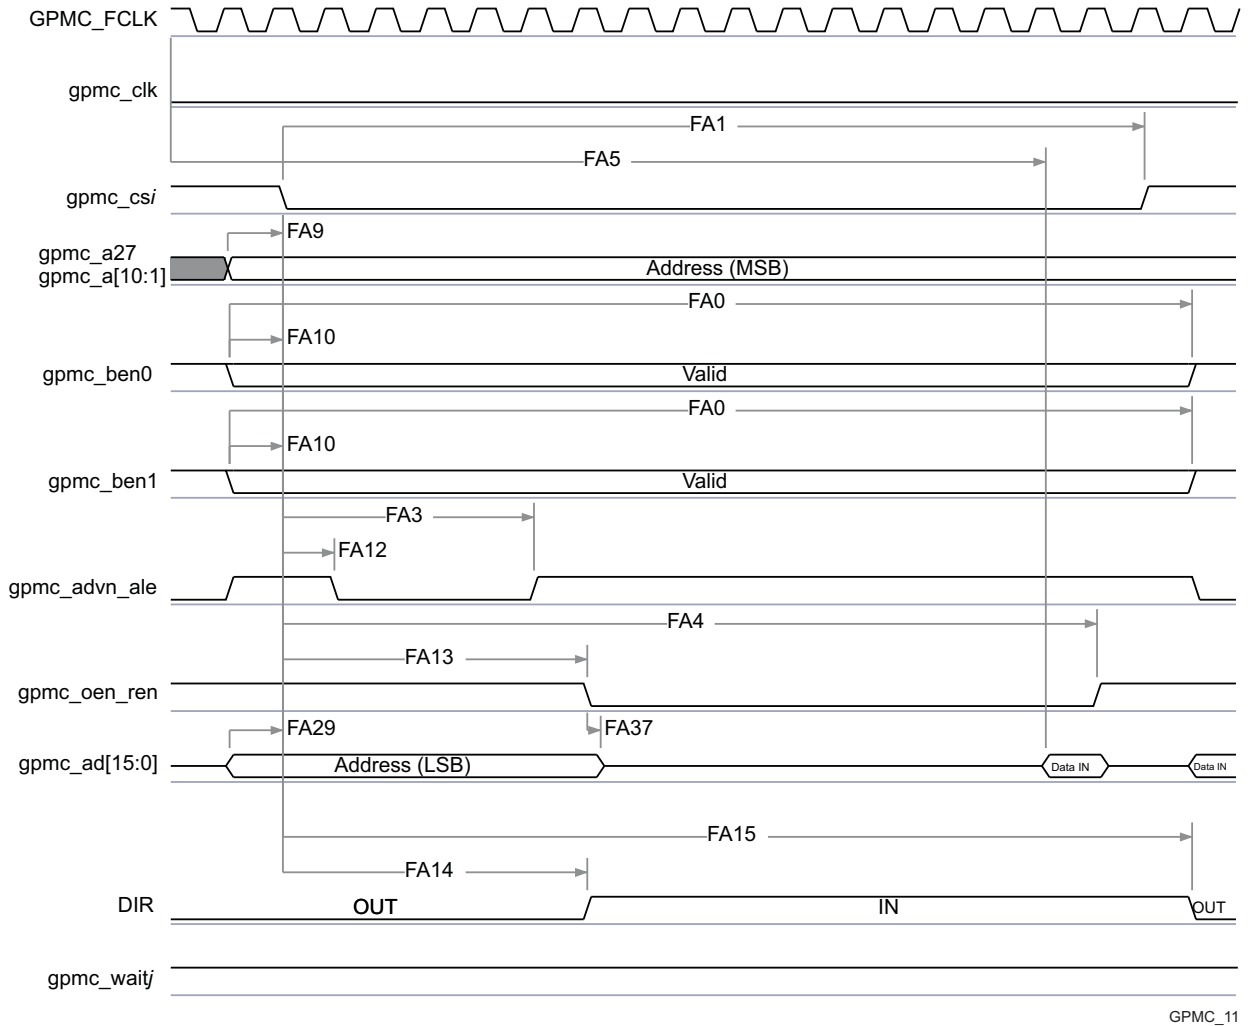 GPMC_FCLK
gpmc_clk
FA1
FA5
gpmc_csi
FA9
gpmc_a27
gpmc_a[10:1]
Address (MSB)
FA0
FA10
gpmc_ben0
Valid
FA0
FA10
gpmc_ben1
Valid
FA3
FA12
gpmc_advn_ale
FA4
FA13
gpmc_oen_ren
FA29
FA37
gpmc_ad[15:0]
Address (LSB)
Data IN
Data IN
FA15
FA14
DIR
OUT
IN
OUT
gpmc_waitj
GPMC_11